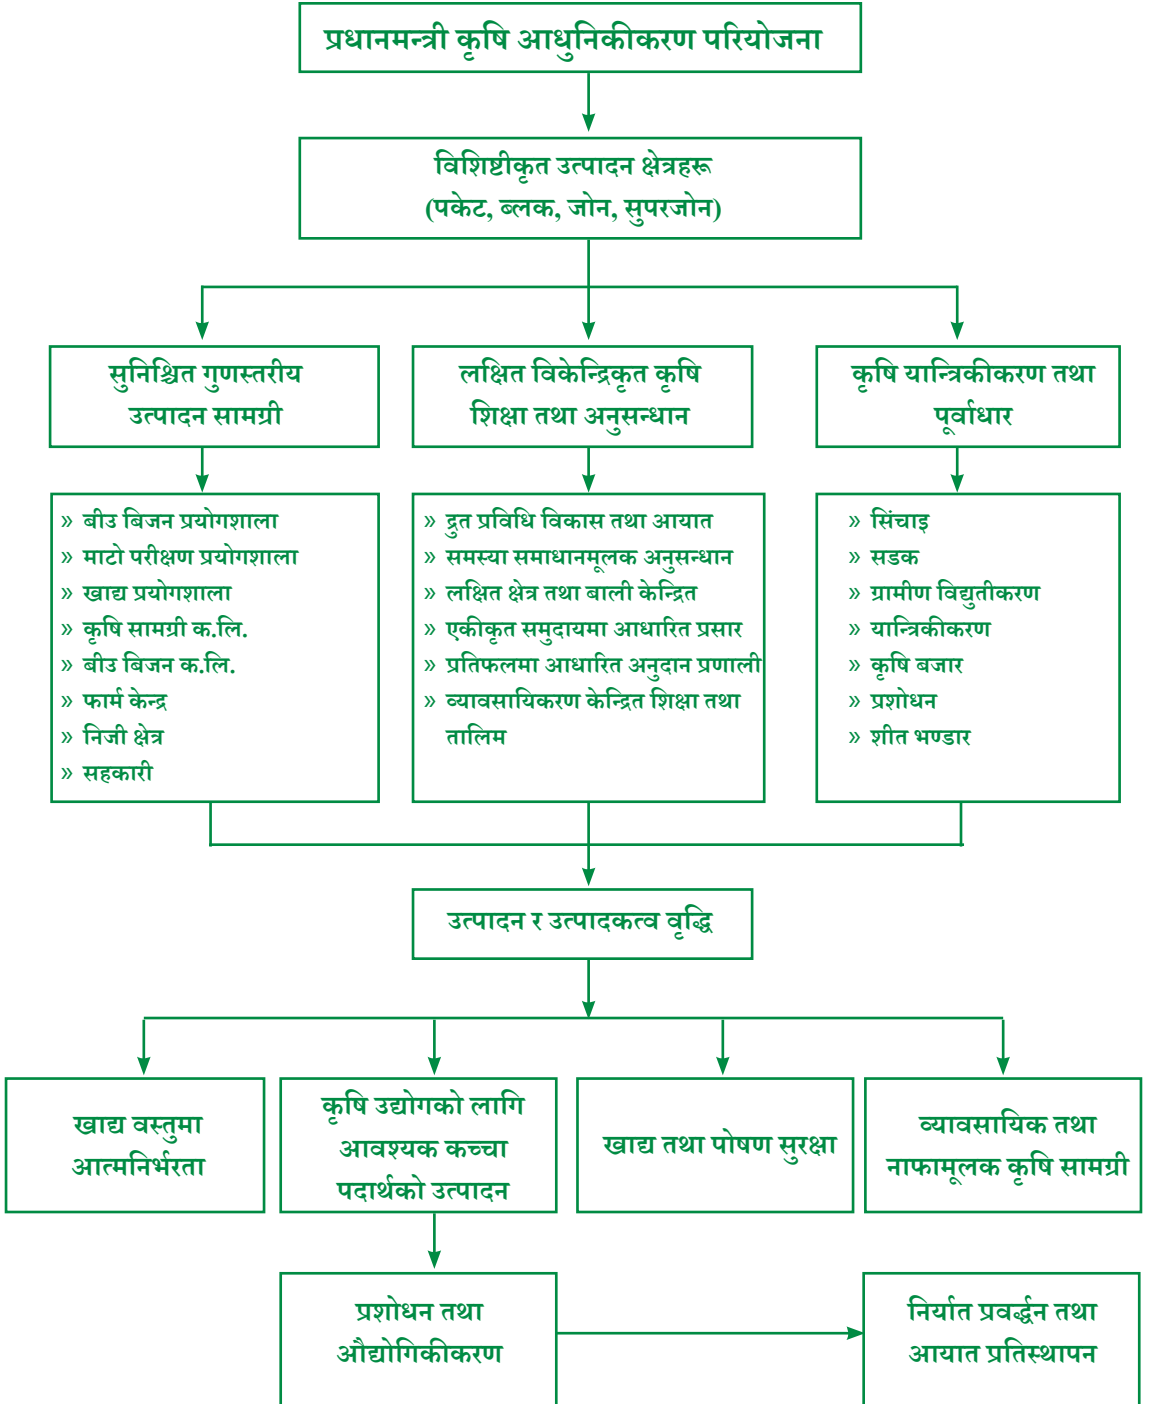 प्रधानमन्त्री कृषि आधुनिकीकरण परियोजना
विशिष्टीकृत उत्पादन क्षेत्रहरू
(पकेट, ब्लक, जोन, सुपरजोन)
सुनिश्चित गुणस्तरीय
उत्पादन सामग्री
लक्षित विकेन्द्रिकृत कृषि
शिक्षा तथा अनुसन्धान
कृषि यान्त्रिकीकरण तथा
पूर्वाधार
» बीउ बिजन प्रयोगशाला
» माटो परीक्षण प्रयोगशाला
» खाद्य प्रयोगशाला
» कृषि सामग्री क.लि.
» बीउ बिजन क.लि.
» फार्म केन्द्र
» निजी क्षेत्र
» सहकारी
» द्रुत प्रविधि विकास तथा आयात
» समस्या समाधानमूलक अनुसन्धान
» लक्षित क्षेत्र तथा बाली केन्द्रित
» एकीकृत समुदायमा आधारित प्रसार
» प्रतिफलमा आधारित अनुदान प्रणाली
» व्यावसायिकरण केन्द्रित शिक्षा तथा
तालिम
» सिंचाइ
» सडक
» ग्रामीण विद्युतीकरण
» यान्त्रिकीकरण
» कृषि बजार
» प्रशोधन
» शीत भण्डार
उत्पादन र उत्पादकत्व वृद्धि
खाद्य वस्तुमा
आत्मनिर्भरता
कृषि उद्योगको लागि
आवश्यक कच्चा
पदार्थको उत्पादन
खाद्य तथा पोषण सुरक्षा
व्यावसायिक तथा
नाफामूलक कृषि सामग्री
प्रशोधन तथा
औद्योगिकीकरण
निर्यात प्रवर्द्धन तथा
आयात प्रतिस्थापन